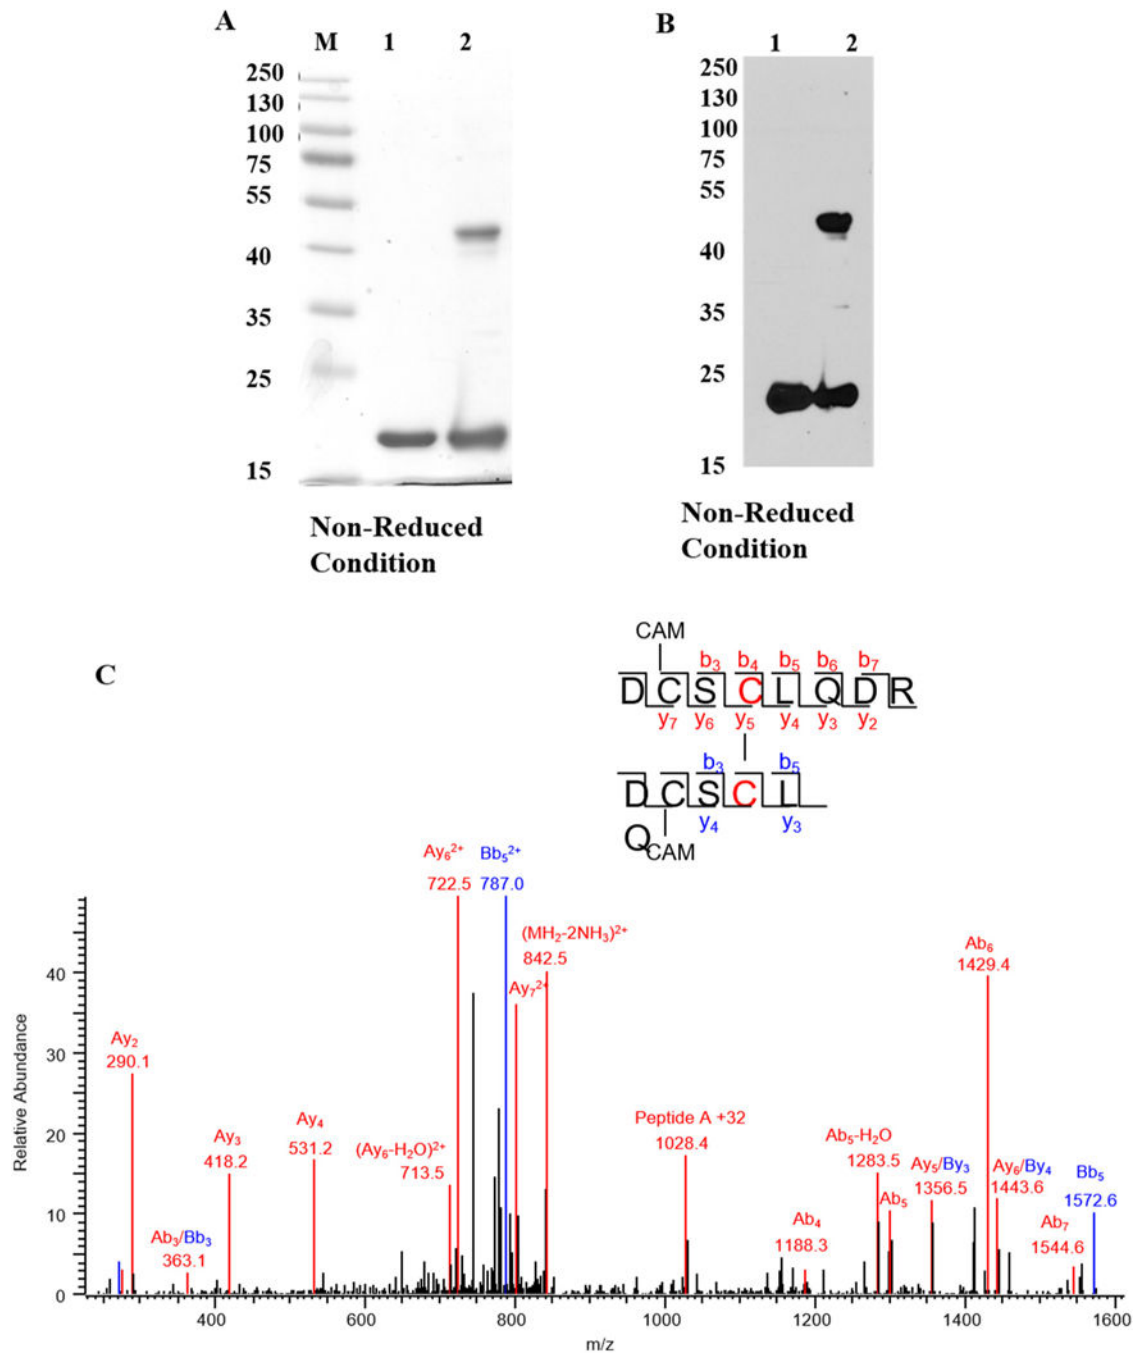 A
M 1 2
250
130
100
75
55
40
35
25
15
Non-Reduced
Condition
B
1 2
250
130
100
75
55
40
35
25
15
Non-Reduced
Condition
C
CAM
b3 b4 b5 b6 b7
D C S C L Q D R
y7 y6 y5 y4 y3 y2
b3 b5
D C S C L
y4 y3
Q
CAM
Ay6²⁺
722.5
Bb5²⁺
787.0
(MH2-2NH3)²⁺
842.5
Ay7²⁺
Ab6
1429.4
Ay2
290.1
Ay3
418.2
Ay4
531.2
(Ay6-H2O)²⁺
713.5
Ab3/Bb3
363.1
Peptide A +32
1028.4
Ab5-H2O
1283.5
Ab5
Ay5/By3
1356.5
Ay6/By4
1443.6
Bb5
1572.6
Ab4
1188.3
Ab7
1544.6
Relative Abundance
40
30
20
10
0
400 600 800 1000 1200 1400 1600
m/z